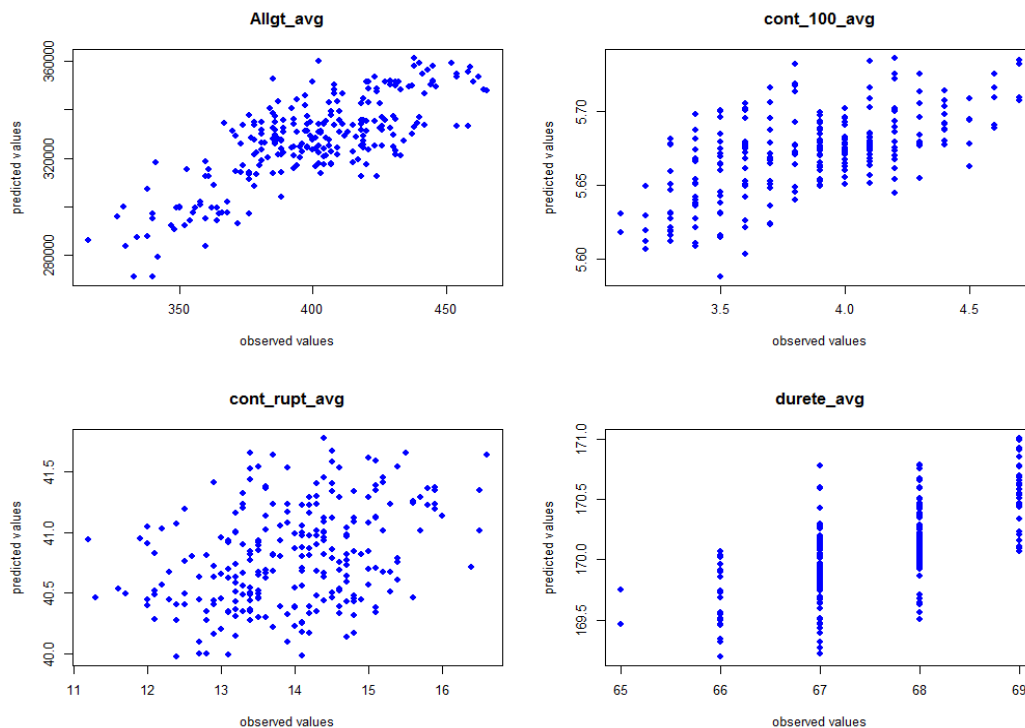 Allgt_avg
predicted values
280000 320000 360000
350 400 450
observed values
cont_100_avg
predicted values
5.60 5.65 5.70
3.5 4.0 4.5
observed values
cont_rupt_avg
predicted values
40.0 40.5 41.0 41.5
11 12 13 14 15 16
observed values
durete_avg
predicted values
169.5 170.0 170.5 171.0
65 66 67 68 69
observed values